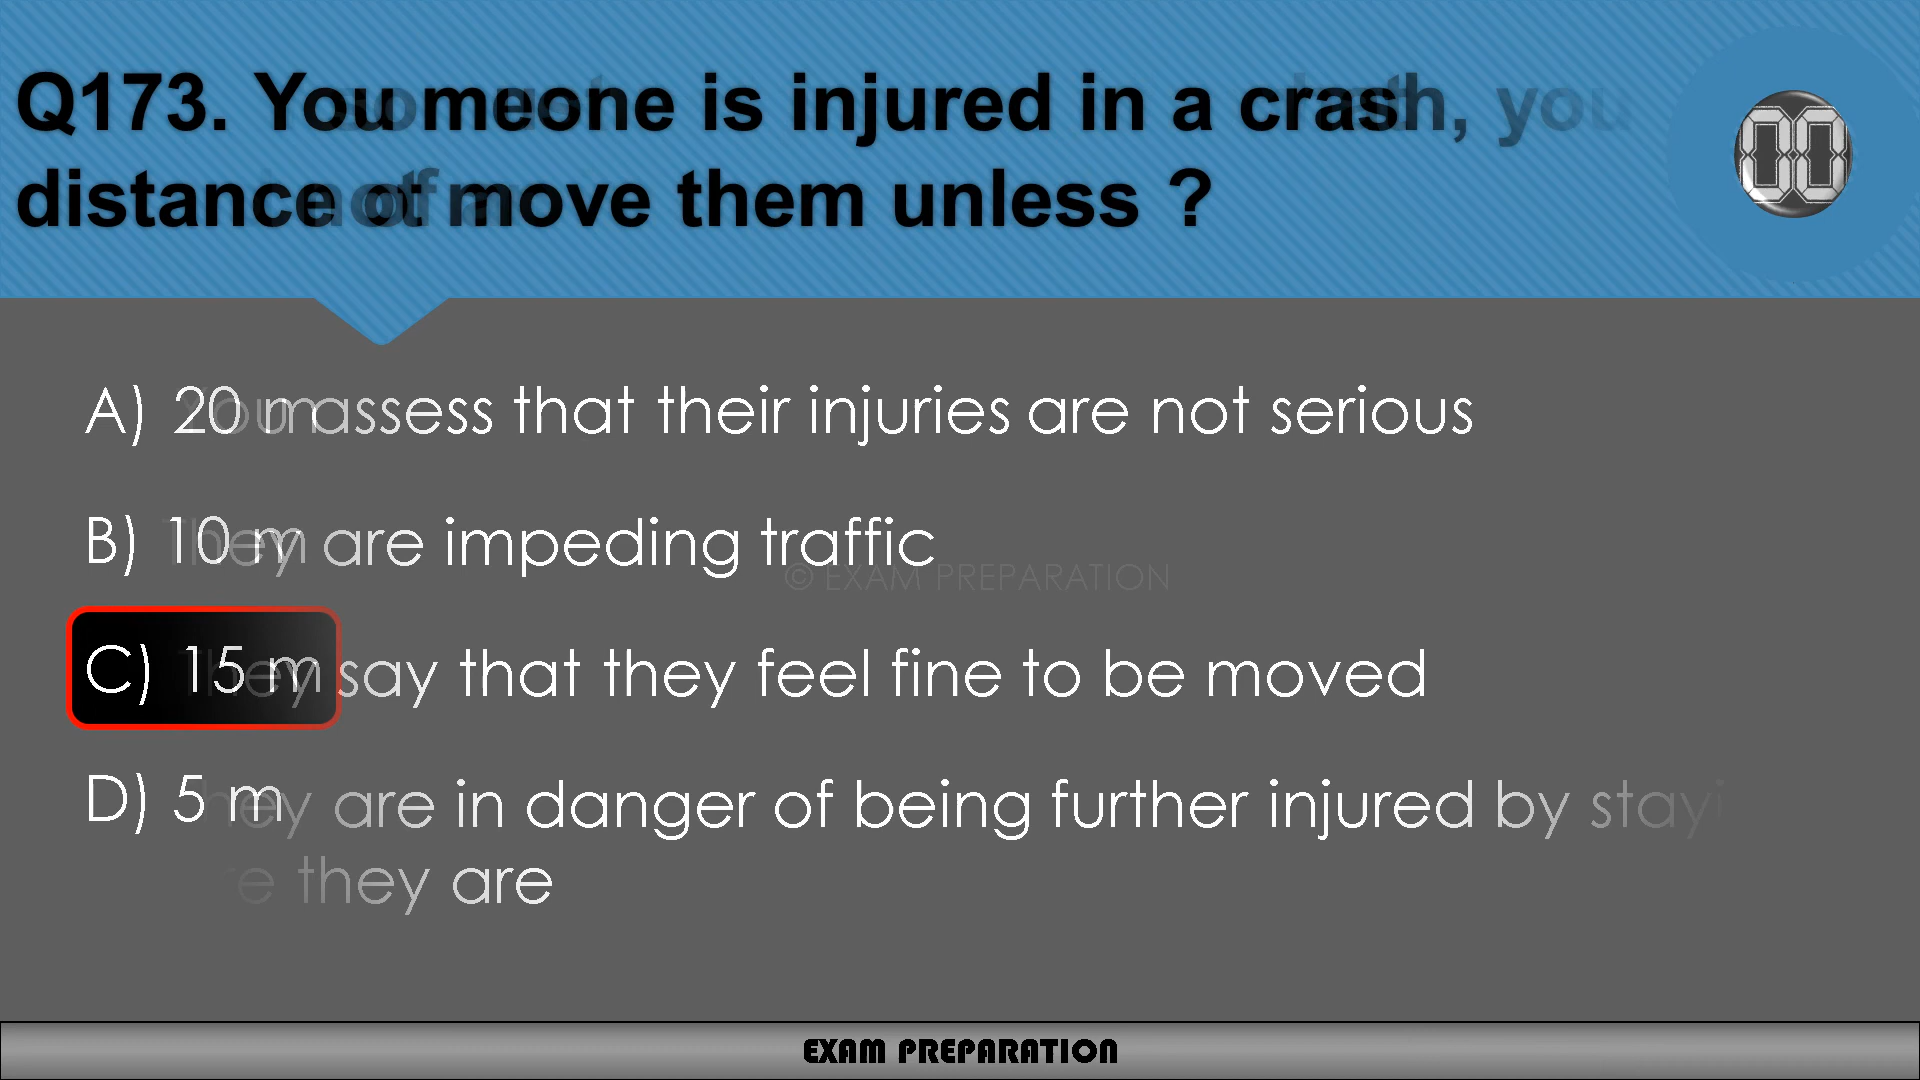 Q173. You meone is injured in a crash, you
distance of move them unless ?
00
A) 20 m assess that their injuries are not serious
B) 10 m are impeding traffic
© EXAM PREPARATION
C) 15 m say that they feel fine to be moved
D) 5 m are in danger of being further injured by
they are
EXAM PREPARATION